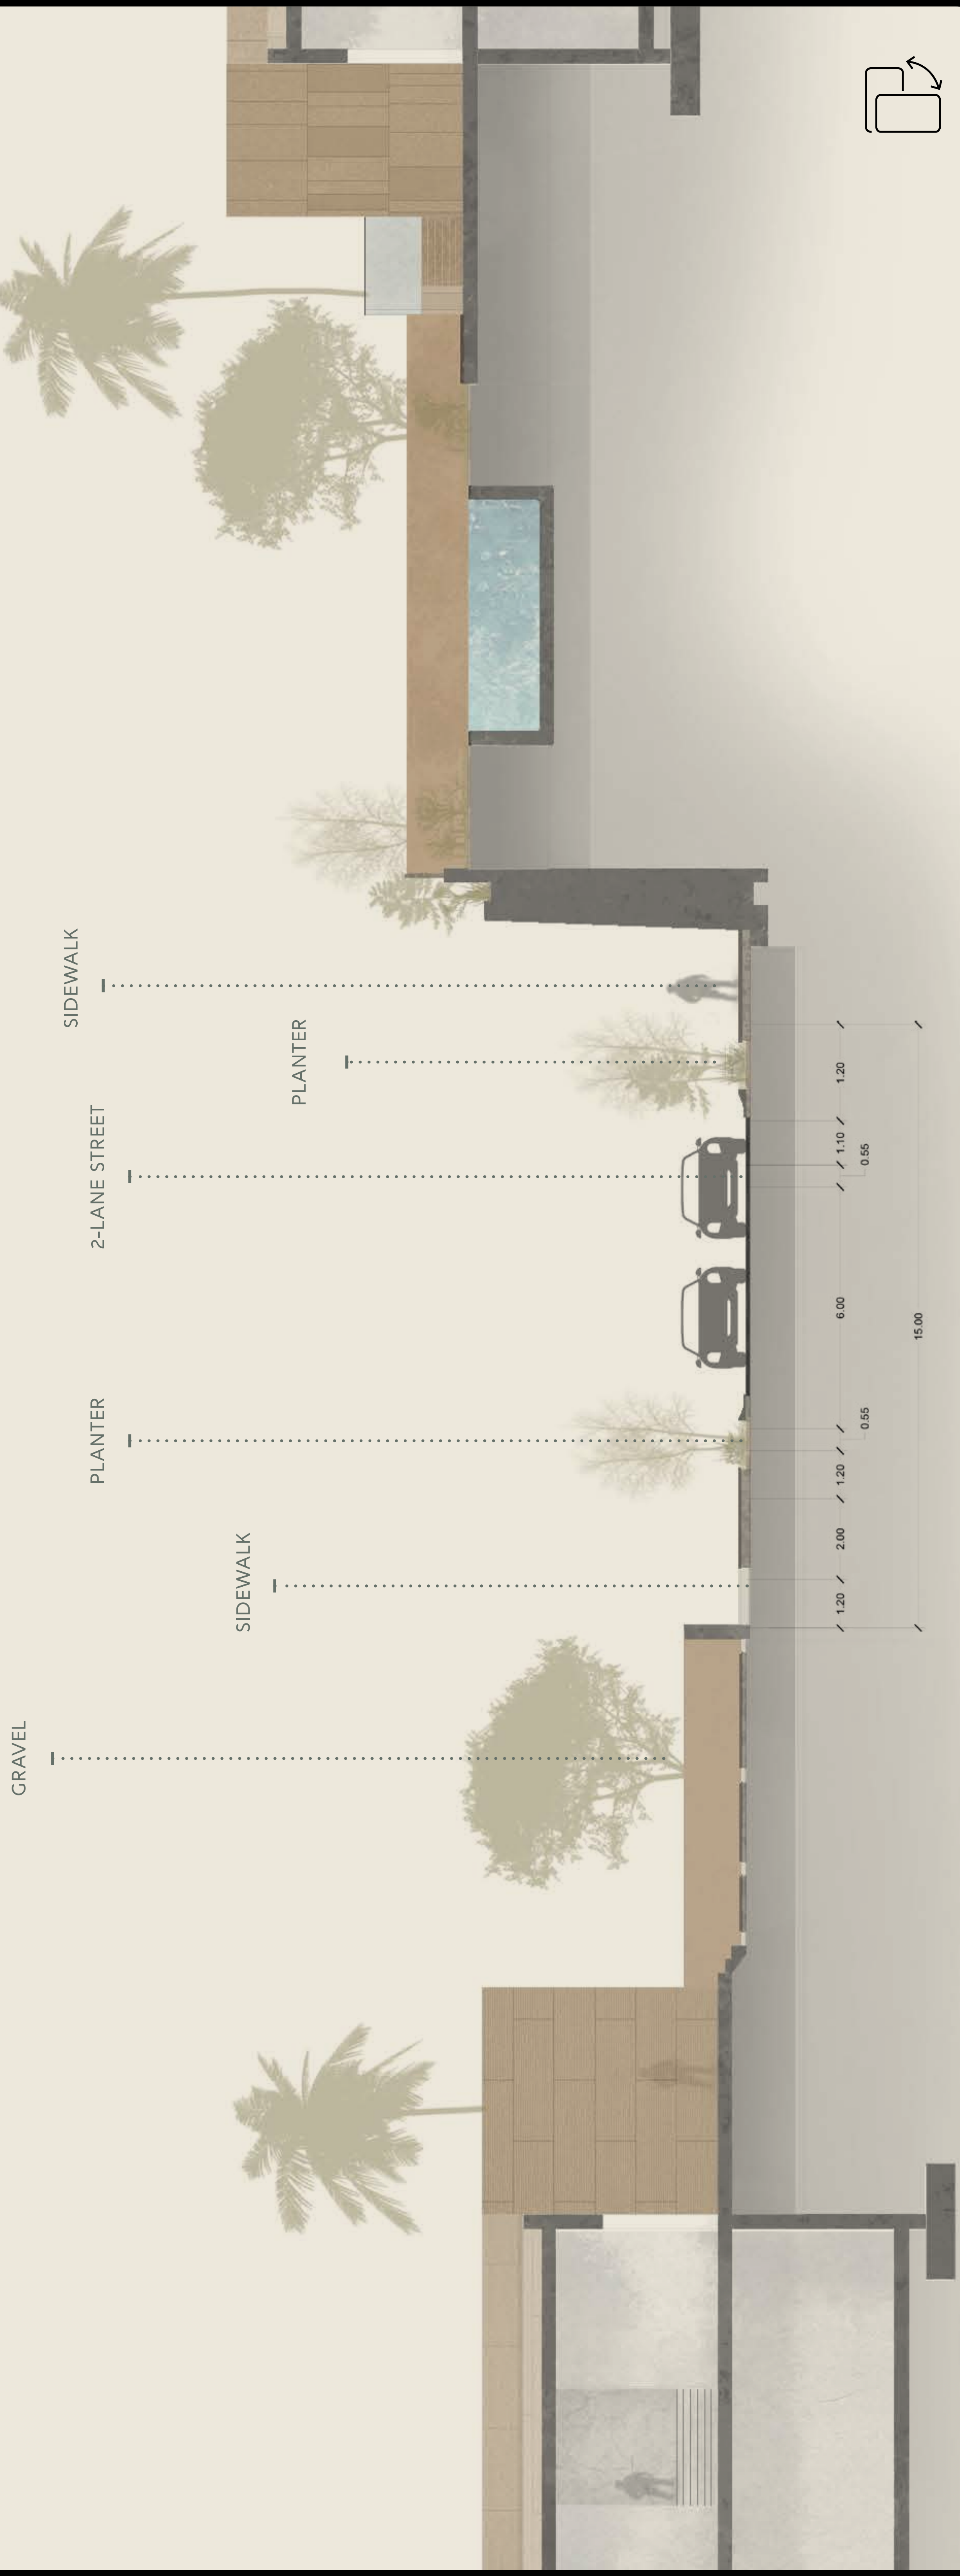 GRAVEL
SIDEWALK
PLANTER
2-LANE STREET
PLANTER
SIDEWALK
1.20
2.00
1.20
0.55
6.00
0.55
1.10
1.20
15.00